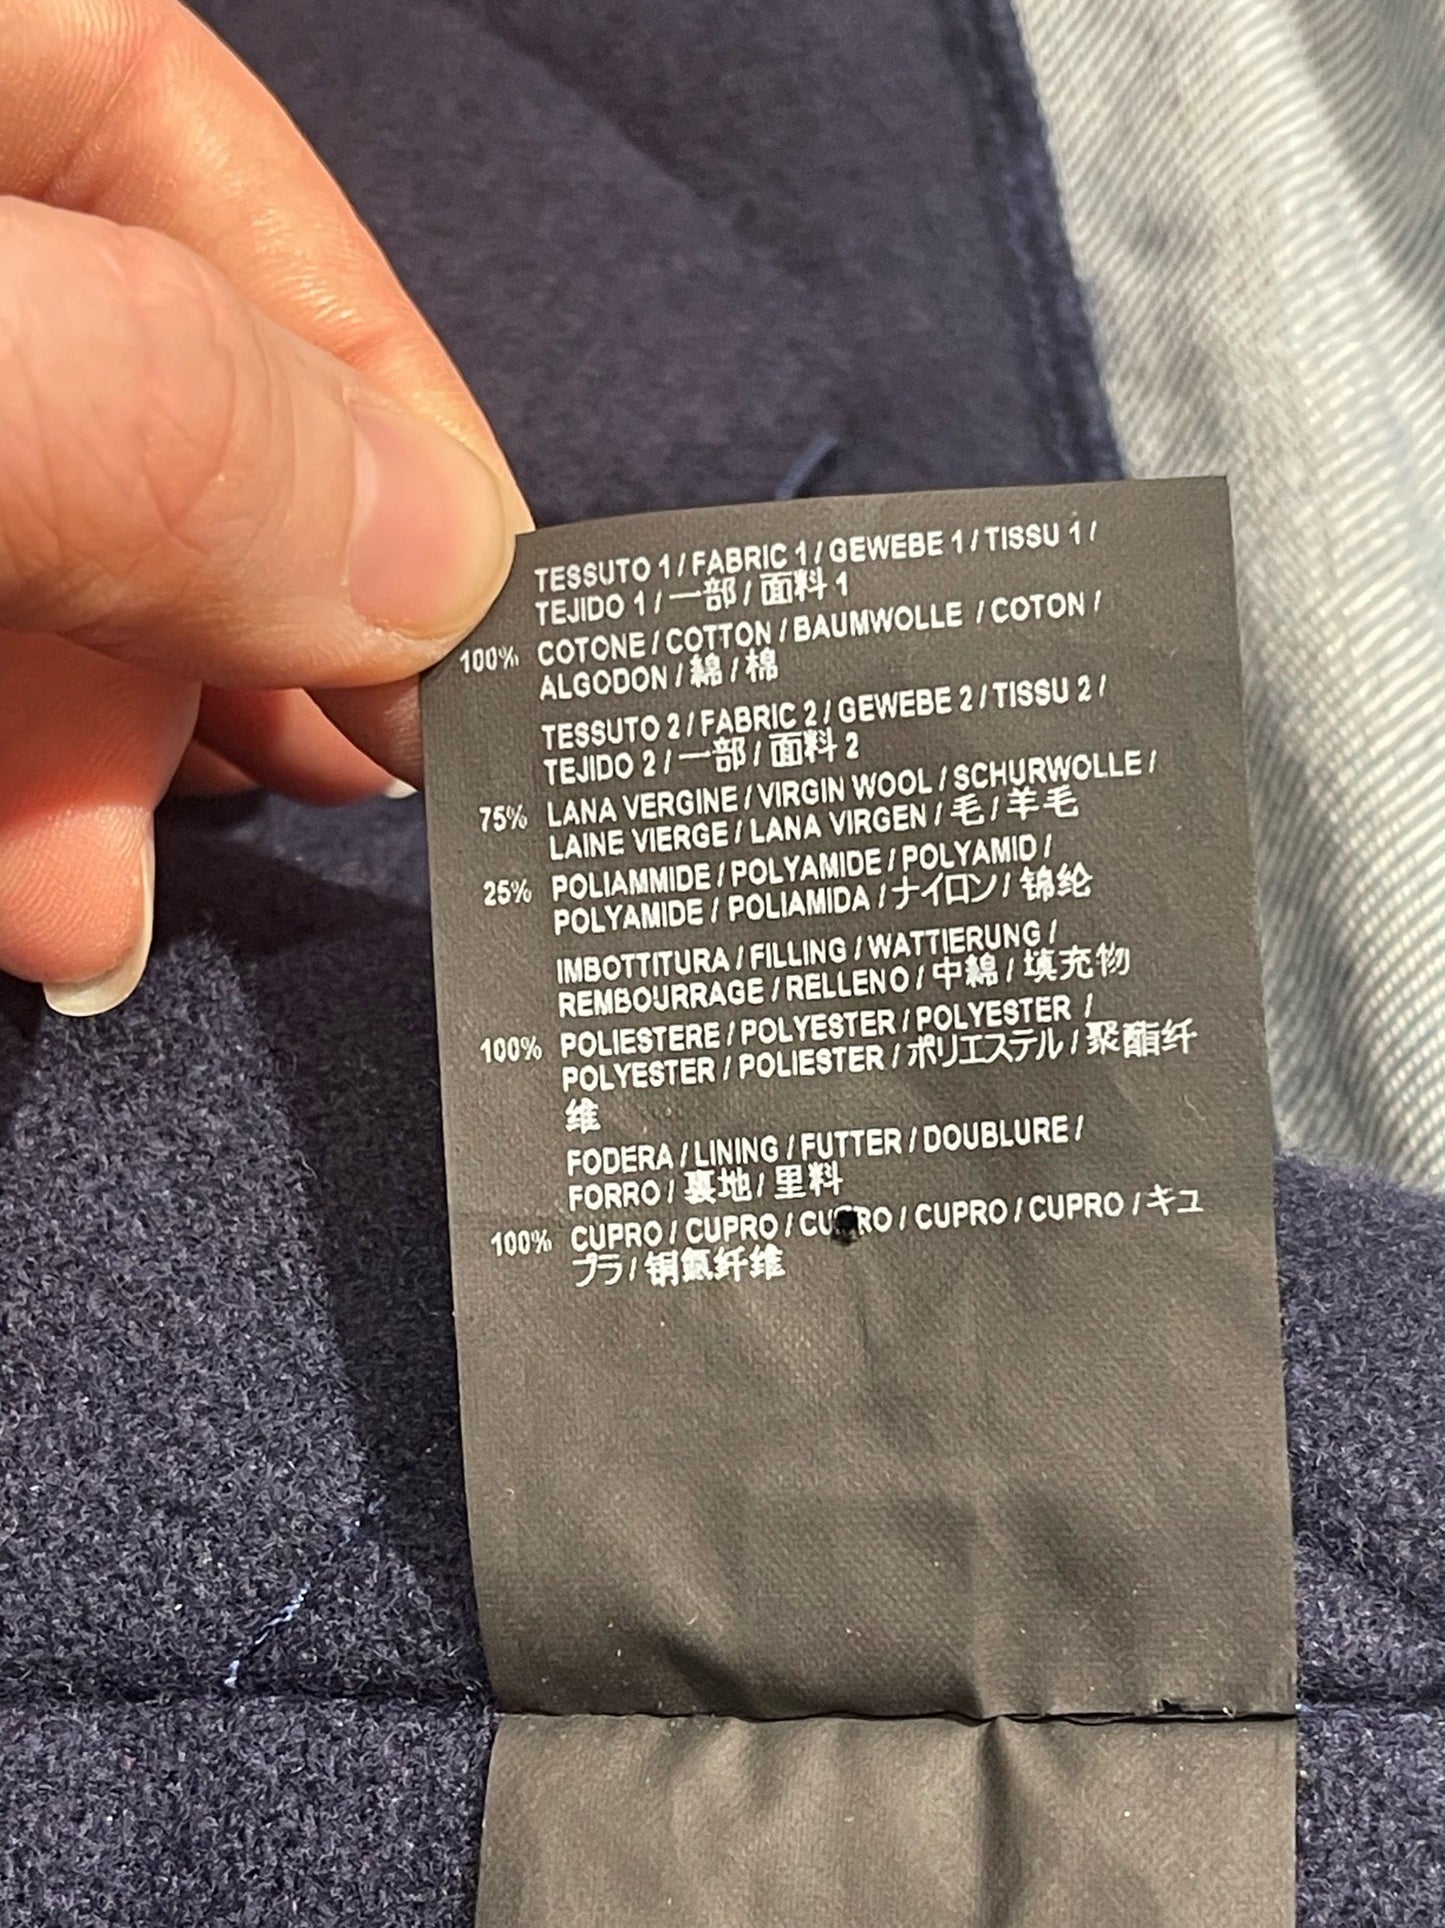 TESSUTO 1 / FABRIC 1 / GEWEBE 1 / TISSU 1 /
TEJIDO 1 / 一部 / 面料 1
100% COTONE / COTTON / BAUMWOLLE / COTON /
ALGODON / 綿 / 棉
TESSUTO 2 / FABRIC 2 / GEWEBE 2 / TISSU 2 /
TEJIDO 2 / 一部 / 面料 2
75% LANA VERGINE / VIRGIN WOOL / SCHURWOLLE /
LAINE VIERGE / LANA VIRGEN / 毛 / 羊毛
25% POLIAMMIDE / POLYAMIDE / POLYAMID /
POLYAMIDE / POLIAMIDA / ナイロン / 锦纶
IMBOTTITURA / FILLING / WATTIERUNG /
REMBOURRAGE / RELLENO / 中綿 / 填充物
100% POLIESTERE / POLYESTER / POLYESTER /
POLYESTER / POLIESTER / ポリエステル / 聚酯纤
维
FODERA / LINING / FUTTER / DOUBLURE /
FORRO / 裏地 / 里料
100% CUPRO / CUPRO / CUPRO / CUPRO / CUPRO / キュ
プラ / 铜氨纤维